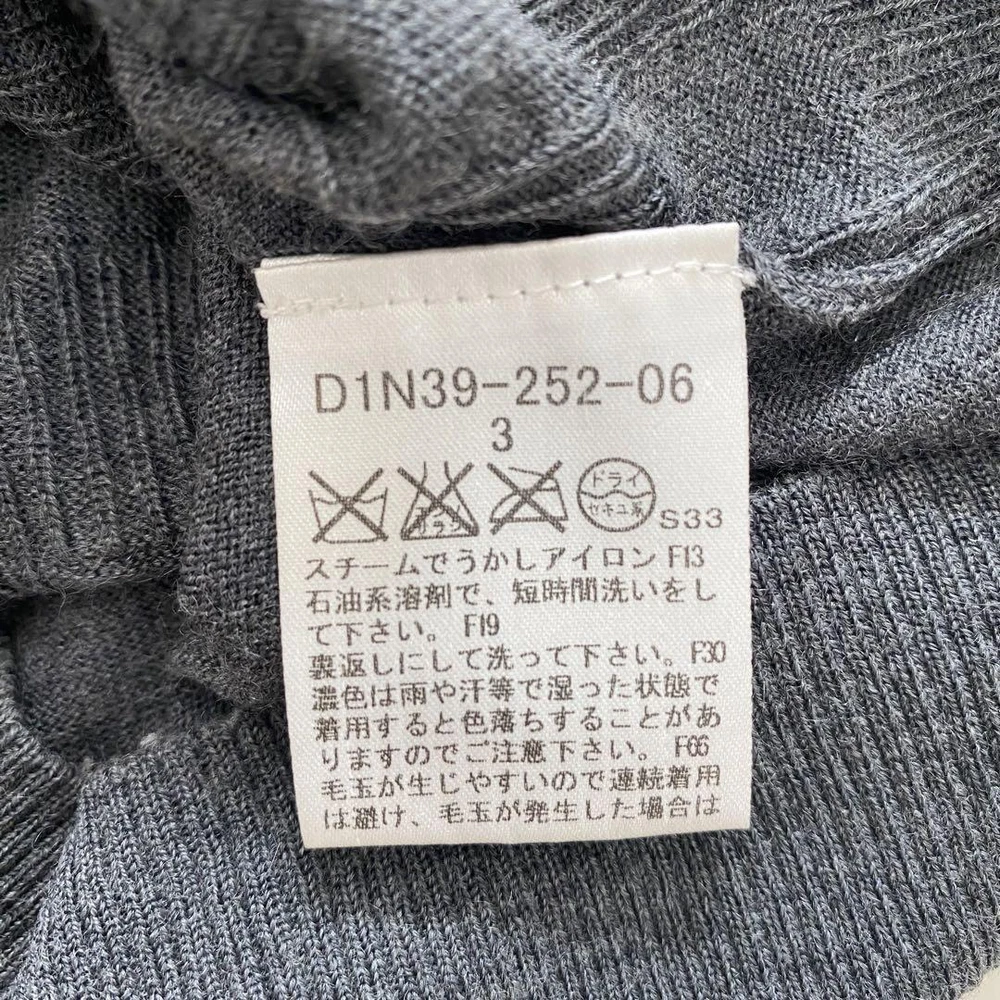 D1N39-252-06
3
ドライ
セキユ系
S33
スチームでうかしアイロン F13
石油系溶剤で、短時間洗いをし
て下さい。 F19
裏返しにして洗って下さい。 F30
濃色は雨や汗等で湿った状態で
着用すると色落ちすることがあ
りますのでご注意下さい。 F66
毛玉が生じやすいので連続着用
は避け、毛玉が発生した場合は